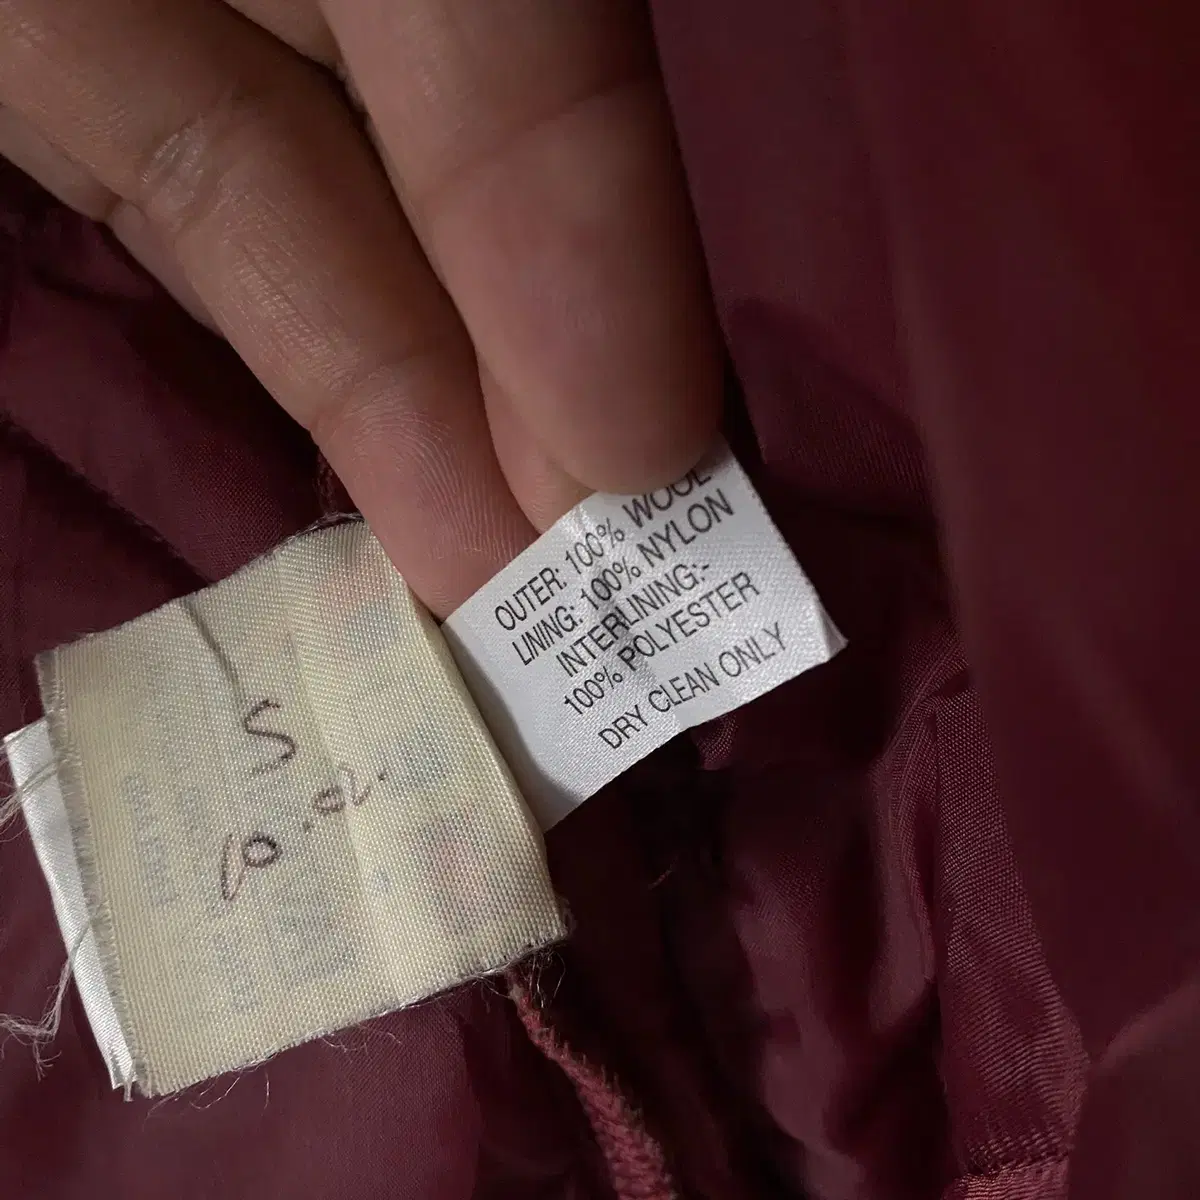 OUTER: 100% WOOL
LINING: 100% NYLON
INTERLINING:-
100% POLYESTER
DRY CLEAN ONLY